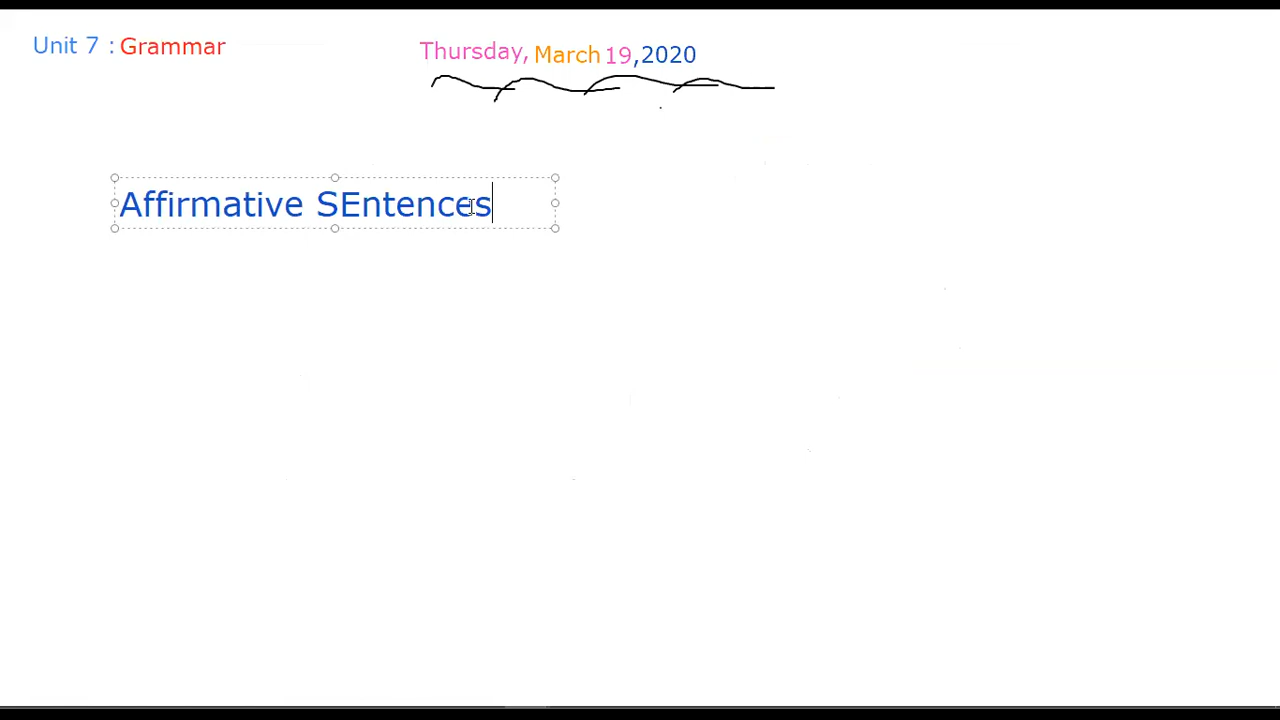 Unit 7 : Grammar
Thursday, March 19,2020
Affirmative SEntences